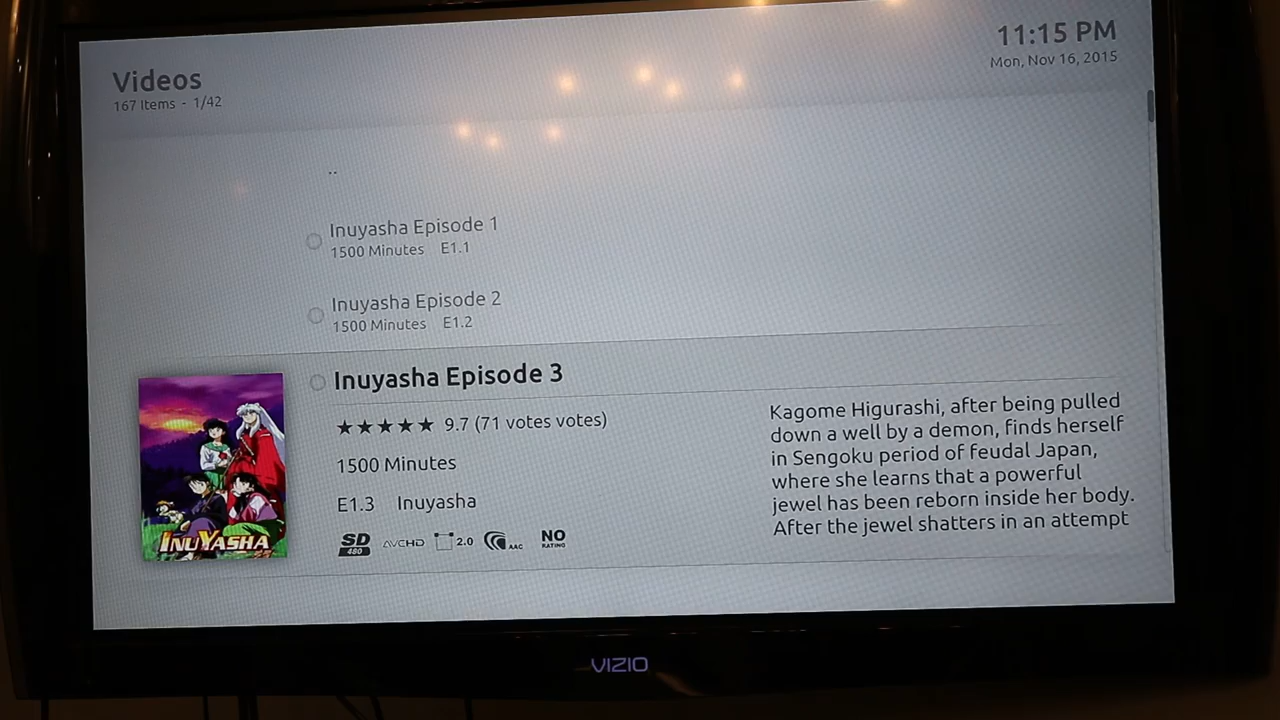 Videos
167 Items - 1/42
11:15 PM
Mon, Nov 16, 2015
..
Inuyasha Episode 1
1500 Minutes E1.1
Inuyasha Episode 2
1500 Minutes E1.2
Inuyasha Episode 3
★★★★★ 9.7 (71 votes votes)
1500 Minutes
E1.3 Inuyasha
SD 480 AVCHD 2.0 AAC NO RATING
Kagome Higurashi, after being pulled
down a well by a demon, finds herself
in Sengoku period of feudal Japan,
where she learns that a powerful
jewel has been reborn inside her body.
After the jewel shatters in an attempt
INUYASHA
VIZIO